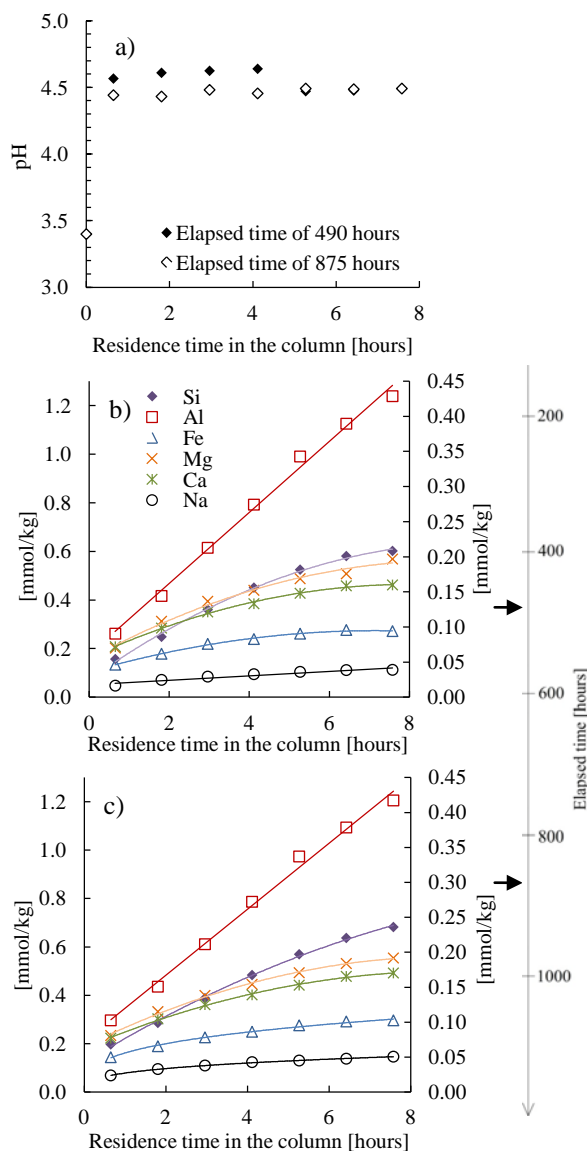 5.0
a)
4.5
4.0
pH
3.5
Elapsed time of 490 hours
Elapsed time of 875 hours
3.0
0 2 4 6 8
Residence time in the column [hours]
b)
Si
Al
Fe
Mg
Ca
Na
1.2
1.0
0.8
0.6
0.4
0.2
0.0
[mmol/kg]
0.45
0.40
0.35
0.30
0.25
0.20
0.15
0.10
0.05
0.00
[mmol/kg]
0 2 4 6 8
Residence time in the column [hours]
c)
1.2
1.0
0.8
0.6
0.4
0.2
0.0
[mmol/kg]
0.45
0.40
0.35
0.30
0.25
0.20
0.15
0.10
0.05
0.00
[mmol/kg]
0 2 4 6 8
Residence time in the column [hours]
200
400
600
800
1000
Elapsed time [hours]